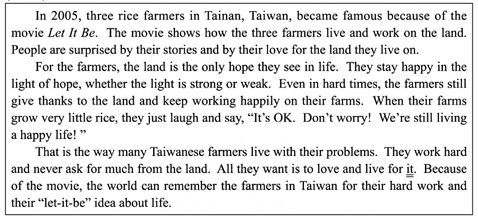 In 2005, three rice farmers in Tainan, Taiwan, became famous because of the
movie Let It Be. The movie shows how the three farmers live and work on the land.
People are surprised by their stories and by their love for the land they live on.
For the farmers, the land is the only hope they see in life. They stay happy in the
light of hope, whether the light is strong or weak. Even in hard times, the farmers still
give thanks to the land and keep working happily on their farms. When their farms
grow very little rice, they just laugh and say, “It’s OK. Don’t worry! We’re still living
a happy life! ”
That is the way many Taiwanese farmers live with their problems. They work hard
and never ask for much from the land. All they want is to love and live for it. Because
of the movie, the world can remember the farmers in Taiwan for their hard work and
their “let-it-be” idea about life.